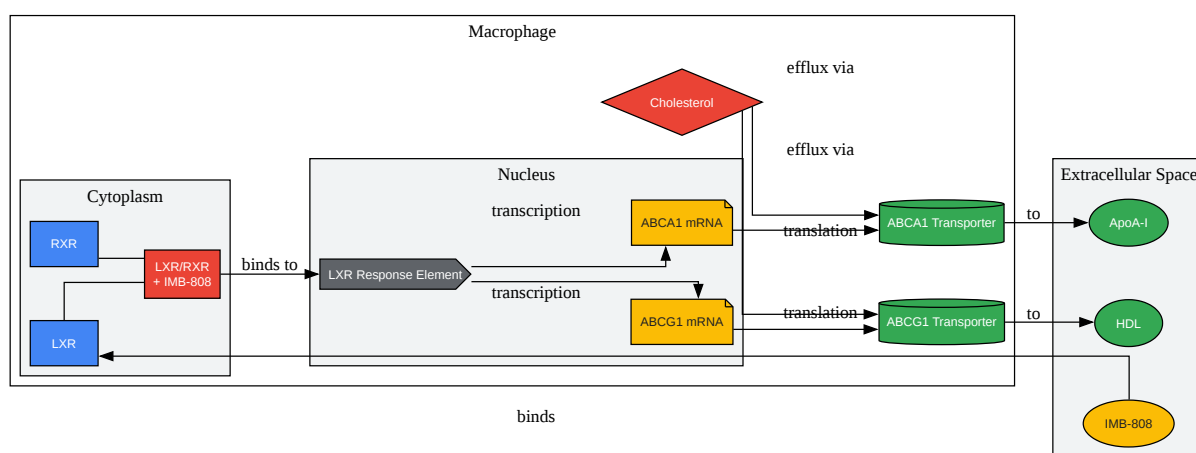 Macrophage
efflux via
Cholesterol
efflux via
Nucleus
Extracellular Space
Cytoplasm
transcription
ABCA1 mRNA
translation
ABCA1 Transporter
to
ApoA-I
RXR
LXR/RXR
+ IMB-808
binds to
LXR Response Element
transcription
ABCG1 mRNA
translation
ABCG1 Transporter
to
HDL
LXR
binds
IMB-808